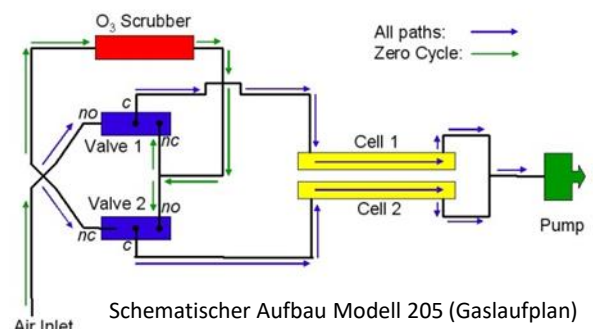 O3 Scrubber
All paths:
Zero Cycle:
c
no
nc
Valve 1
Cell 1
Valve 2
no
nc
c
Cell 2
Pump
Schematischer Aufbau Modell 205 (Gaslaufplan)
Air Inlet